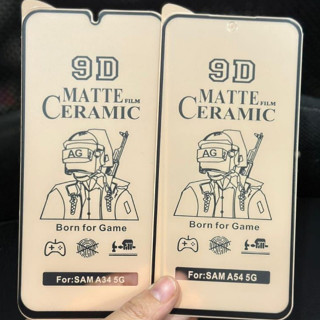 9D
MATTE FILM
CERAMIC
AG
Born for Game
For:SAM A34 5G
9D
MATTE FILM
CERAMIC
AG
Born for Game
For:SAM A54 5G